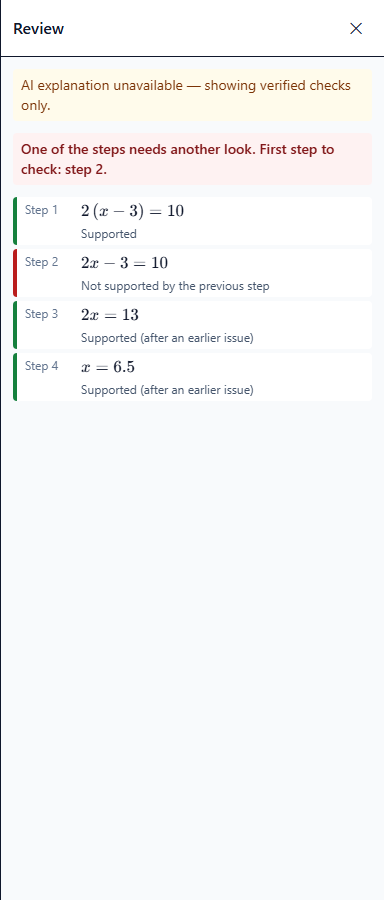 Review
AI explanation unavailable — showing verified checks
only.
One of the steps needs another look. First step to
check: step 2.
Step 1 2 (x − 3) = 10
Supported
Step 2 2x − 3 = 10
Not supported by the previous step
Step 3 2x = 13
Supported (after an earlier issue)
Step 4 x = 6.5
Supported (after an earlier issue)